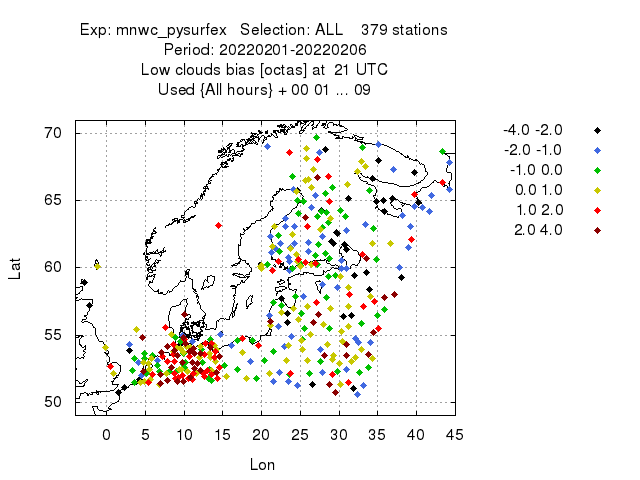 Exp: mnwc_pysurfex   Selection: ALL    379 stations
Period: 20220201-20220206
Low clouds bias [octas] at  21 UTC
Used {All hours} + 00 01 ... 09
70
65
60
55
50
Lat
0 5 10 15 20 25 30 35 40 45
Lon
-4.0 -2.0
-2.0 -1.0
-1.0 0.0
0.0 1.0
1.0 2.0
2.0 4.0